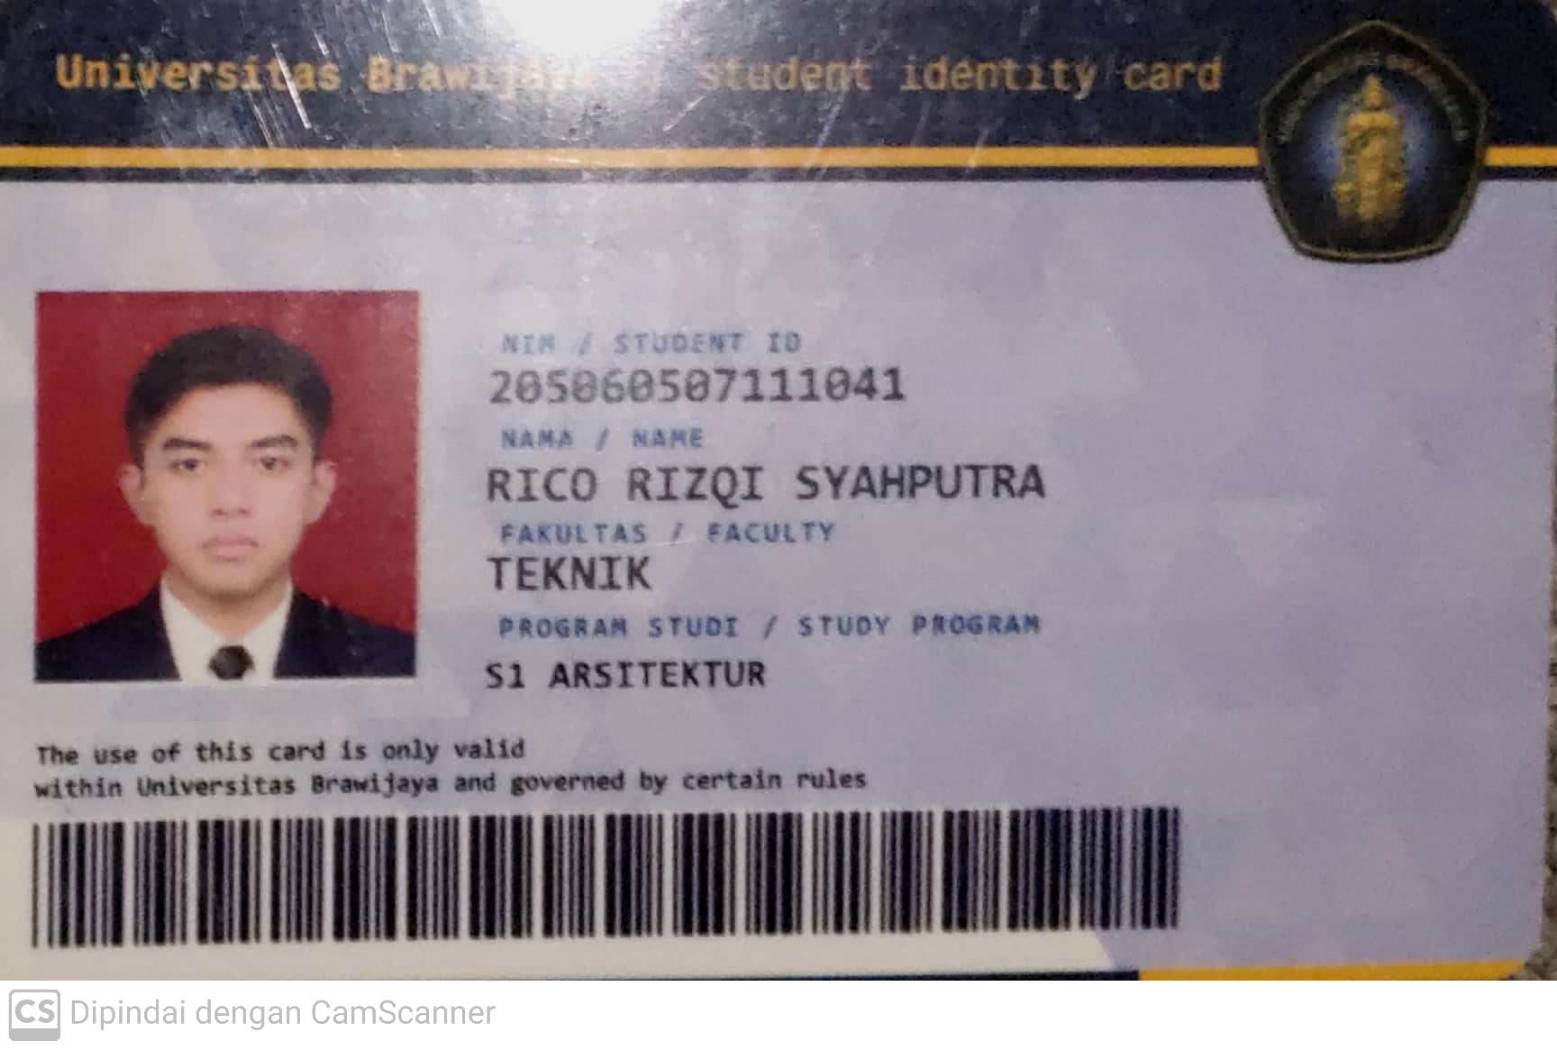 Universitas Brawijaya / student identity card
NIM / STUDENT ID
205060507111041
NAMA / NAME
RICO RIZQI SYAHPUTRA
FAKULTAS / FACULTY
TEKNIK
PROGRAM STUDI / STUDY PROGRAM
S1 ARSITEKTUR
The use of this card is only valid
within Universitas Brawijaya and governed by certain rules
CS Dipindai dengan CamScanner